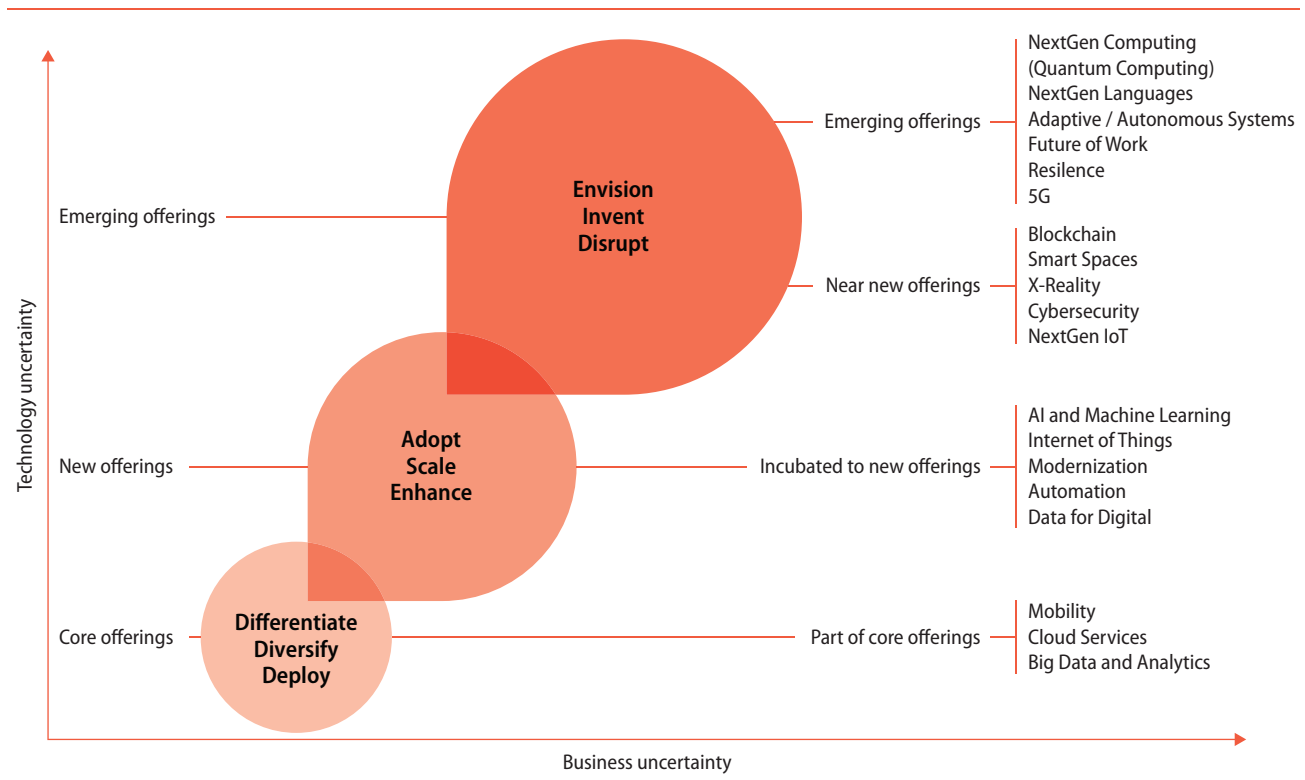 Technology uncertainty
Emerging offerings
Envision
Invent
Disrupt
Emerging offerings
NextGen Computing
(Quantum Computing)
NextGen Languages
Adaptive / Autonomous Systems
Future of Work
Resilence
5G
Near new offerings
Blockchain
Smart Spaces
X-Reality
Cybersecurity
NextGen IoT
New offerings
Adopt
Scale
Enhance
Incubated to new offerings
AI and Machine Learning
Internet of Things
Modernization
Automation
Data for Digital
Core offerings
Differentiate
Diversify
Deploy
Part of core offerings
Mobility
Cloud Services
Big Data and Analytics
Business uncertainty